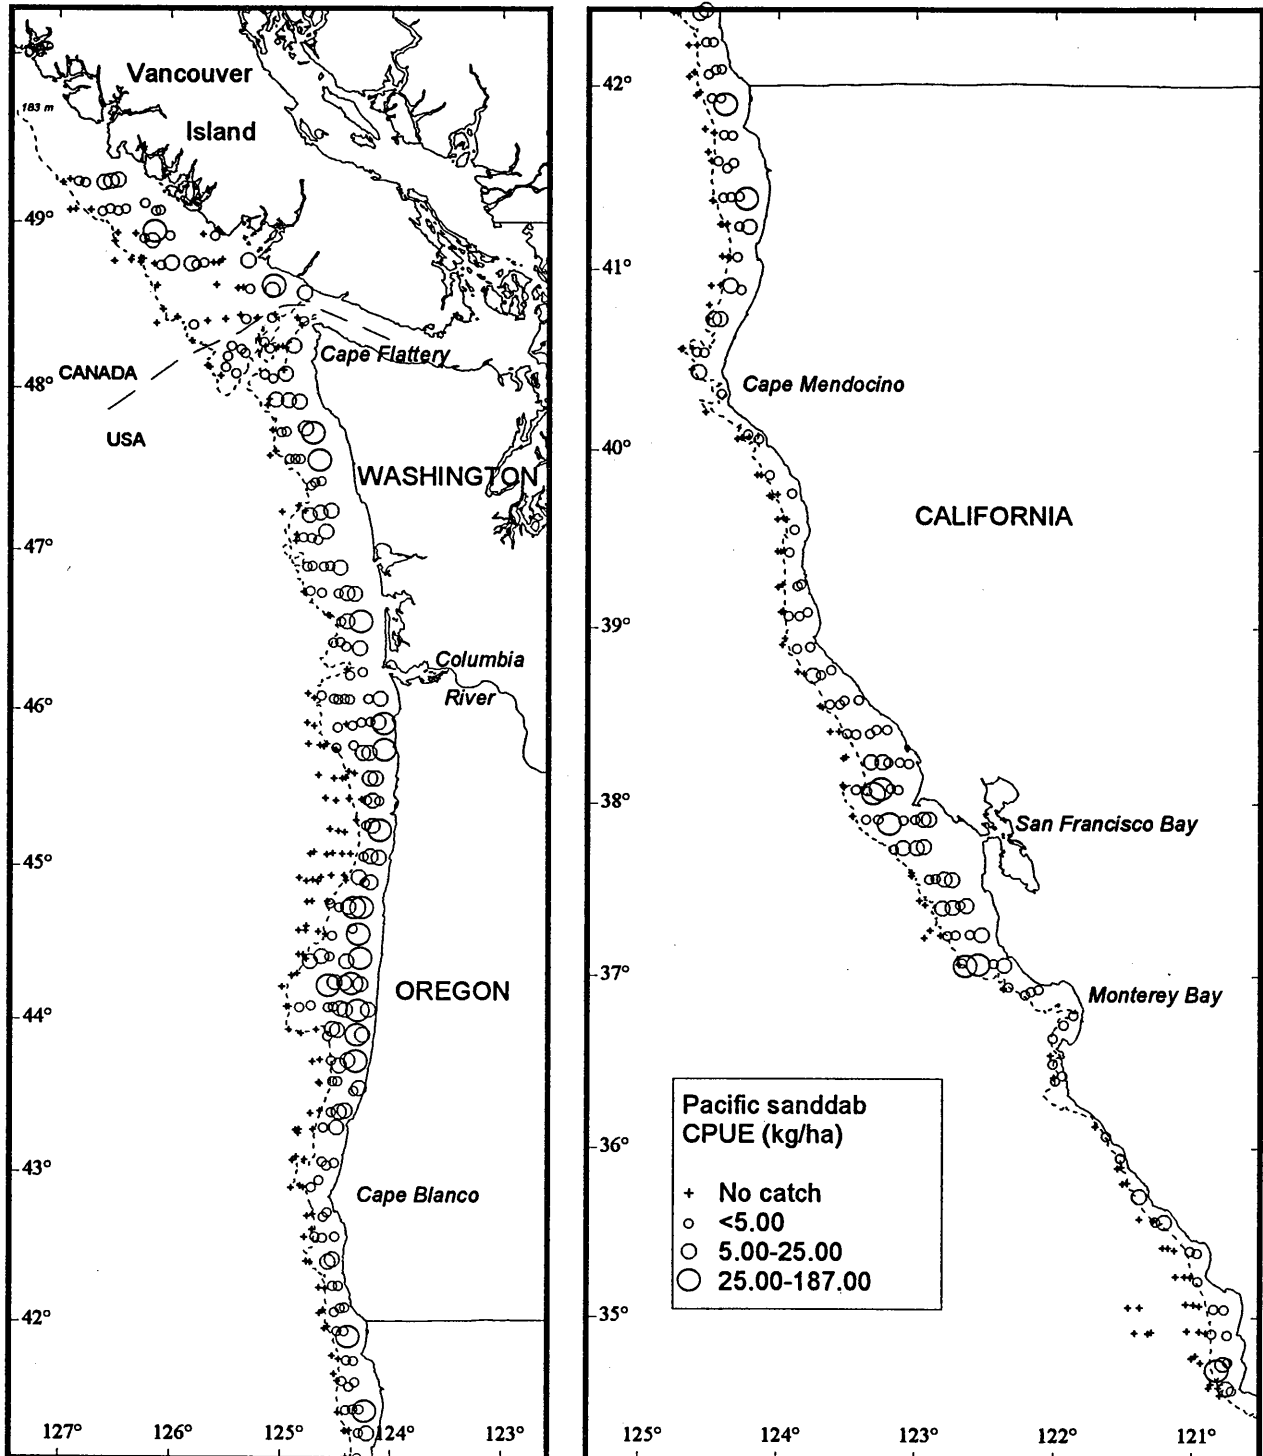 Vancouver
Island
183 m
49°
CANADA
USA
48°
Cape Flattery
WASHINGTON
47°
Columbia
River
46°
45°
OREGON
44°
43°
Cape Blanco
42°
127°
126°
125°
124°
123°
42°
41°
Cape Mendocino
40°
CALIFORNIA
39°
38°
San Francisco Bay
37°
Monterey Bay
36°
35°
Pacific sanddab
CPUE (kg/ha)
+ No catch
<5.00
5.00-25.00
25.00-187.00
125°
124°
123°
122°
121°